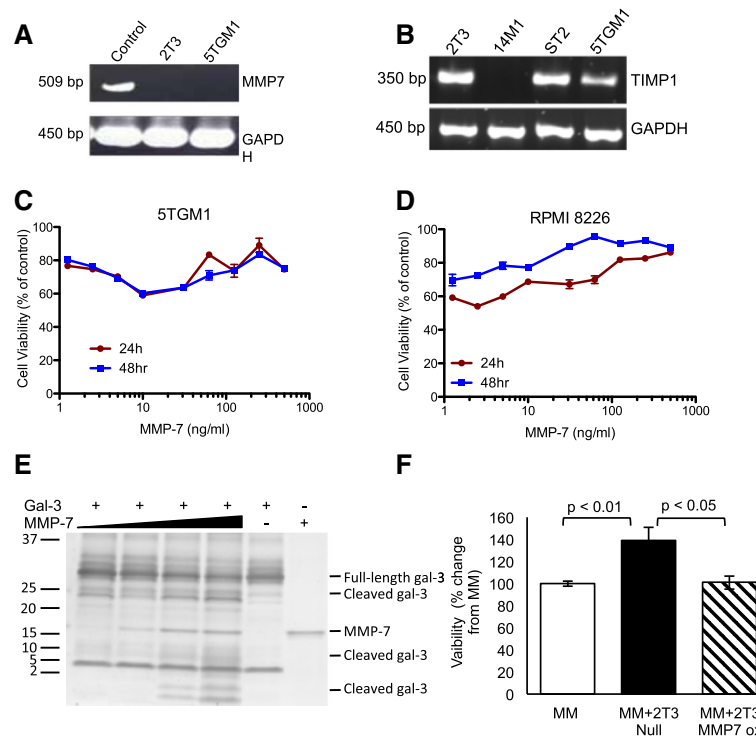 A
Control
2T3
5TGM1
509 bp
MMP7
450 bp
GAPD
H
B
2T3
14M1
ST2
5TGM1
350 bp
TIMP1
450 bp
GAPDH
C
5TGM1
Cell Viability (% of control)
100
80
60
40
20
0
24h
48hr
1
10
100
1000
MMP-7 (ng/ml)
D
RPMI 8226
Cell Viability (% of control)
100
80
60
40
20
0
24h
48hr
1
10
100
1000
MMP-7 (ng/ml)
E
Gal-3 + + + + + -
MMP-7 - +
37
25
20
15
10
5
2
Full-length gal-3
Cleaved gal-3
MMP-7
Cleaved gal-3
Cleaved gal-3
F
p < 0.01
p < 0.05
Vaibility (% change
from MM)
160
140
120
100
80
60
40
20
0
MM
MM+2T3
Null
MM+2T3
MMP7